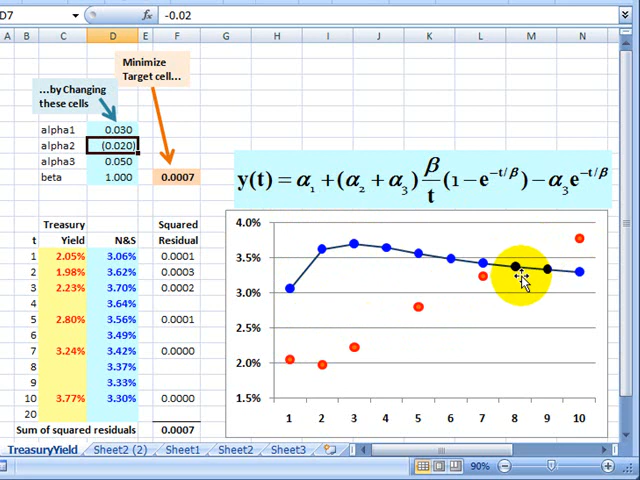 D7 fx -0.02
A B C D E F G H I J K L M N
Minimize
Target cell...
...by Changing
these cells
alpha1 0.030
alpha2 (0.020)
alpha3 0.050
beta 1.000 0.0007
y(t) = α1 + (α2 + α3) β/t (1 − e^−t/β) − α3e^−t/β
Treasury Squared
t Yield N&S Residual
1 2.05% 3.06% 0.0001
2 1.98% 3.62% 0.0003
3 2.23% 3.70% 0.0002
4 3.64%
5 2.80% 3.56% 0.0001
6 3.49%
7 3.24% 3.42% 0.0000
8 3.37%
9 3.33%
10 3.77% 3.30% 0.0000
20
Sum of squared residuals 0.0007
4.0%
3.5%
3.0%
2.5%
2.0%
1.5%
1 2 3 4 5 6 7 8 9 10
TreasuryYield Sheet2 (2) Sheet1 Sheet2 Sheet3
90%